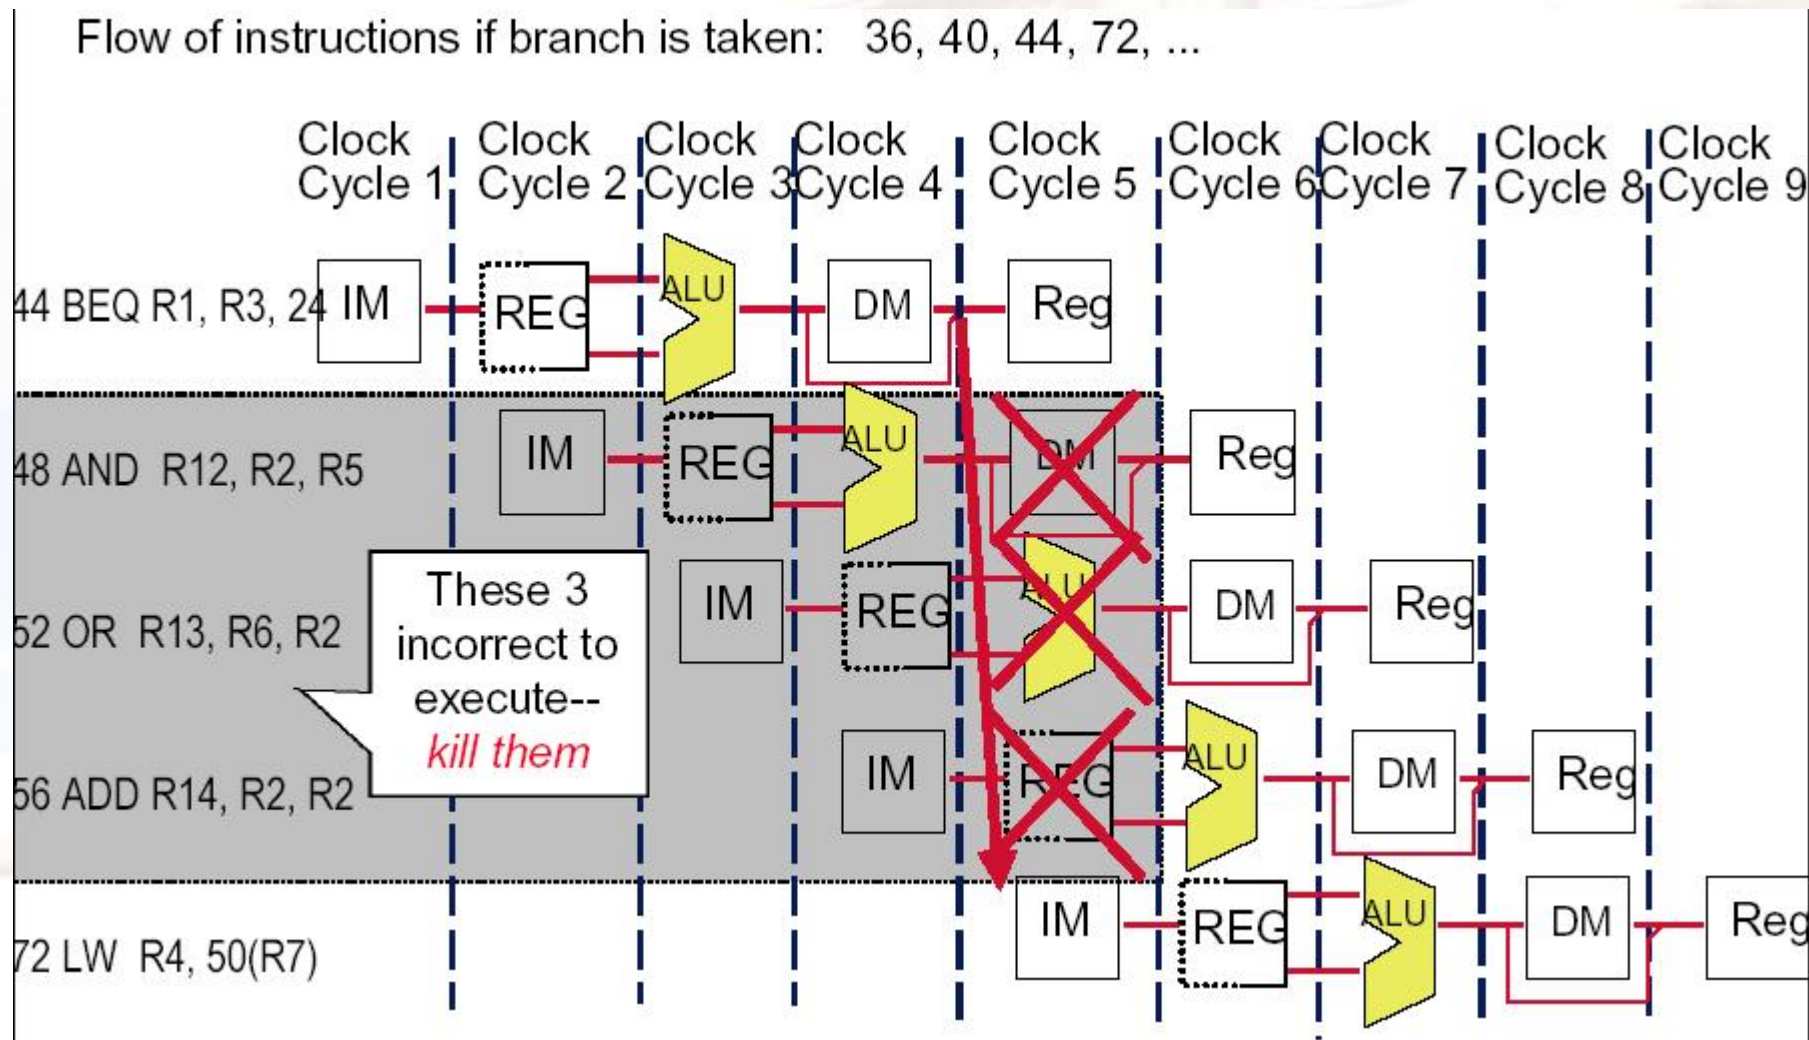 Flow of instructions if branch is taken: 36, 40, 44, 72, ...
Clock Cycle 1
Clock Cycle 2
Clock Cycle 3
Clock Cycle 4
Clock Cycle 5
Clock Cycle 6
Clock Cycle 7
Clock Cycle 8
Clock Cycle 9
44 BEQ R1, R3, 24 IM REG ALU DM Reg
48 AND R12, R2, R5 IM REG ALU DM Reg
52 OR R13, R6, R2 IM REG ALU DM Reg
These 3
incorrect to
execute--
kill them
56 ADD R14, R2, R2 IM REG ALU DM Reg
72 LW R4, 50(R7) IM REG ALU DM Reg